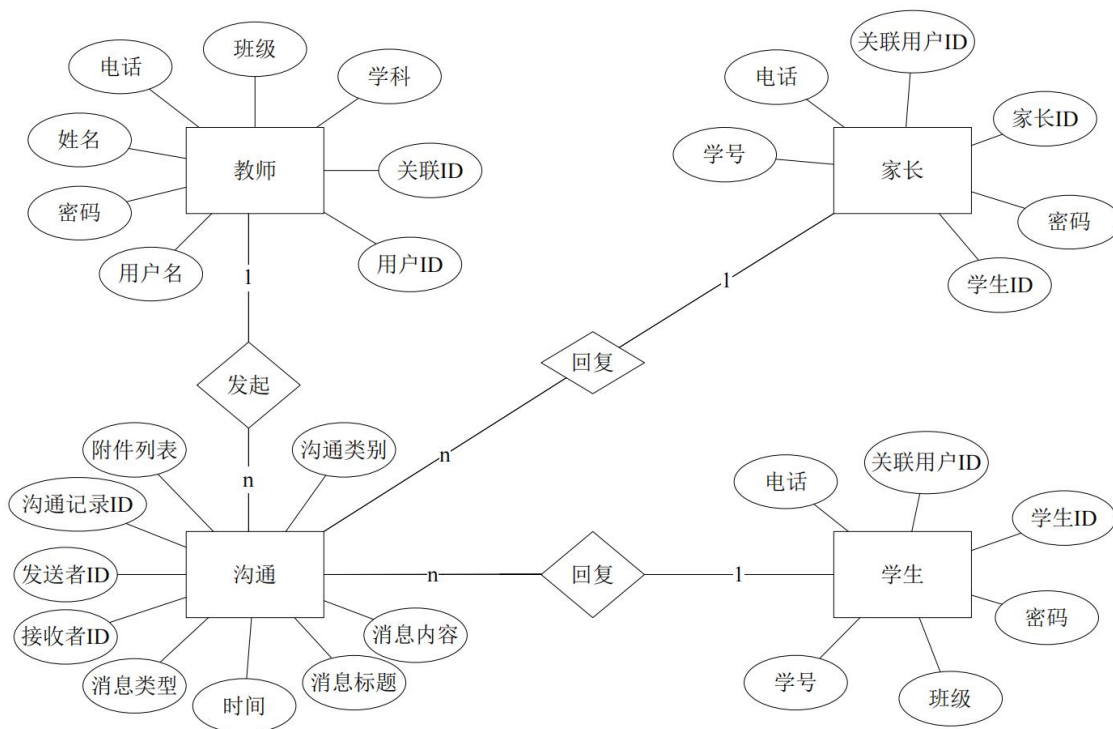 班级
电话
学科
姓名
教师
关联ID
密码
用户名
用户ID
1
发起
n
关联用户ID
电话
家长ID
学号
家长
密码
学生ID
1
回复
n
附件列表
沟通类别
沟通记录ID
发送者ID
沟通
接收者ID
消息内容
消息类型
时间
消息标题
n
回复
1
关联用户ID
电话
学生ID
学生
密码
学号
班级